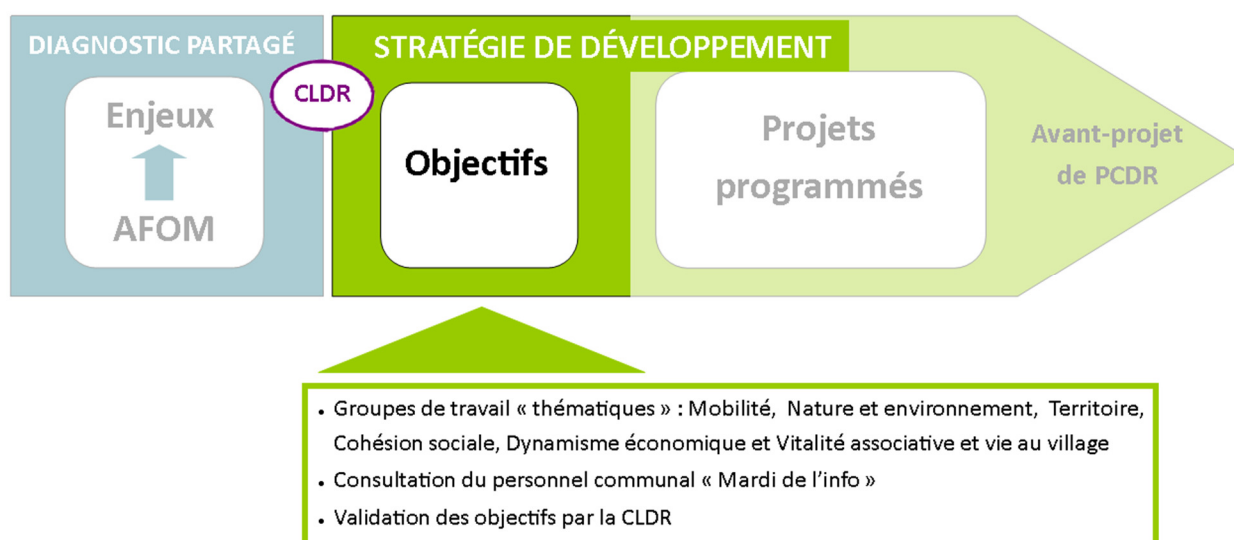 DIAGNOSTIC PARTAGÉ
STRATÉGIE DE DÉVELOPPEMENT
CLDR
Enjeux
AFOM
Objectifs
Projets
programmés
Avant-projet
de PCDR
• Groupes de travail « thématiques » : Mobilité, Nature et environnement, Territoire,
Cohésion sociale, Dynamisme économique et Vitalité associative et vie au village
• Consultation du personnel communal « Mardi de l’info »
• Validation des objectifs par la CLDR